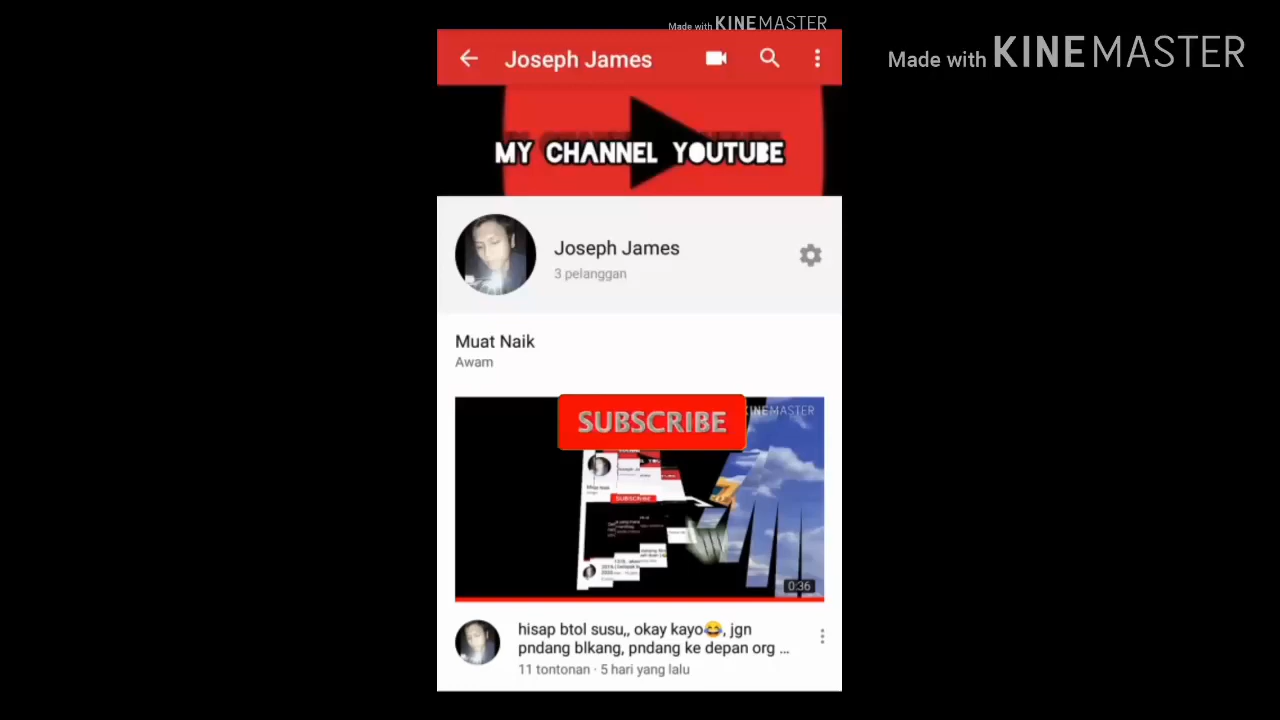 Made with KINEMASTER
Made with KINEMASTER
Joseph James
MY CHANNEL YOUTUBE
Joseph James
3 pelanggan
Muat Naik
Awam
KINEMASTER
SUBSCRIBE
SUBSCRIBE
0:36
hisap btol susu,, okay kayo😂, jgn
pndang blkang, pndang ke depan org ...
11 tontonan · 5 hari yang lalu